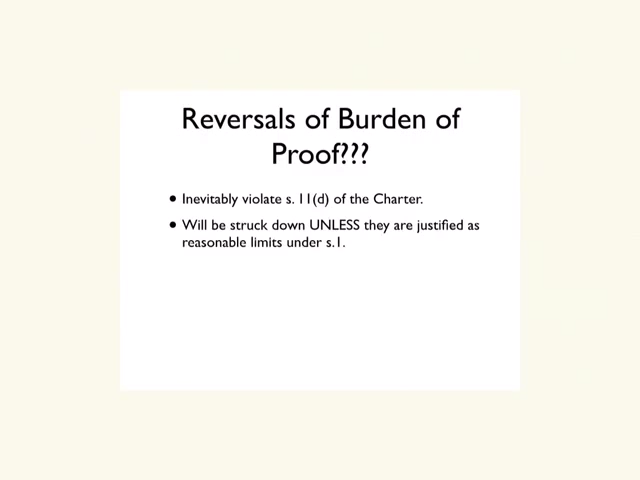 Reversals of Burden of
Proof???
• Inevitably violate s. 11(d) of the Charter.
• Will be struck down UNLESS they are justified as
reasonable limits under s.1.